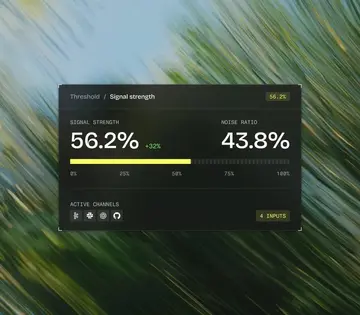 Threshold / Signal strength
56.2%
SIGNAL STRENGTH
NOISE RATIO
56.2% +32%
43.8%
0% 25% 50% 75% 100%
ACTIVE CHANNELS
4 INPUTS